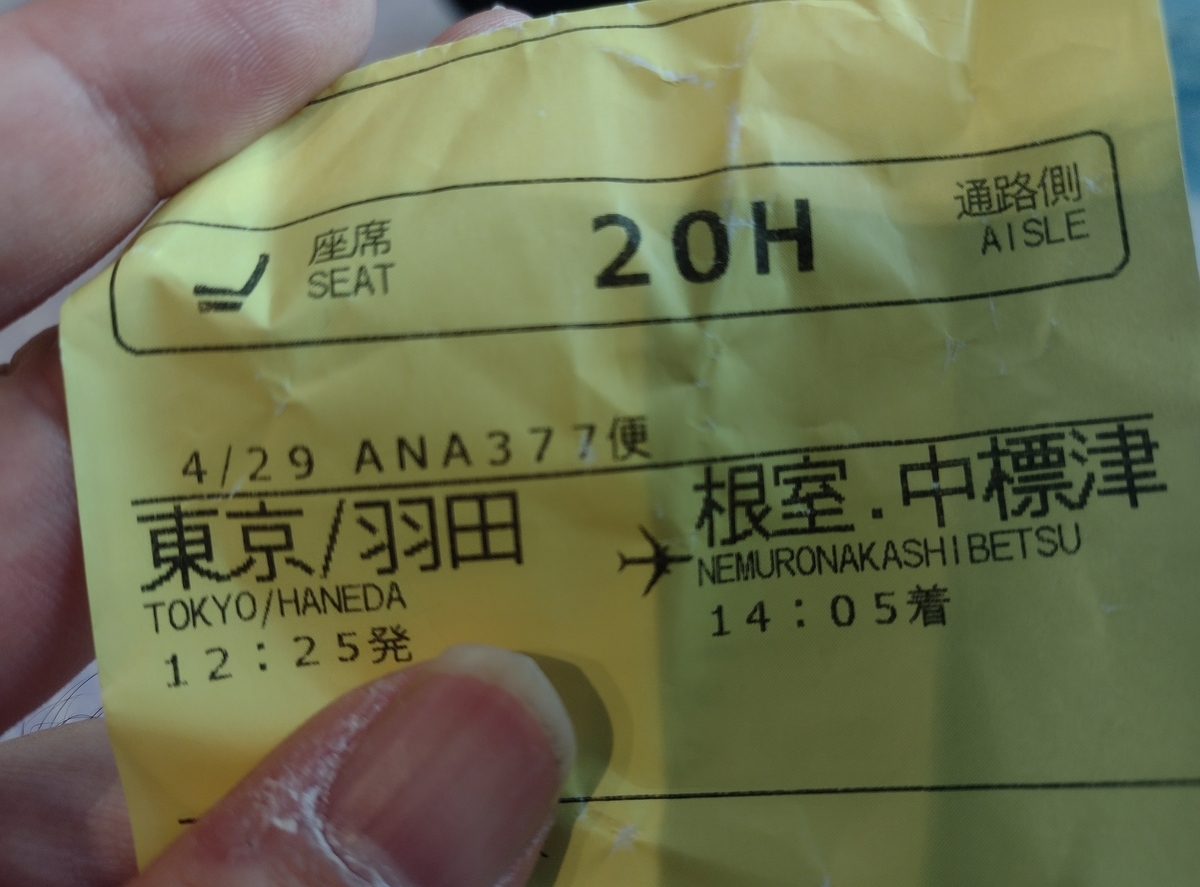 座席 20H 通路側
SEAT AISLE
4/29 ANA377便
東京/羽田 根室.中標津
TOKYO/HANEDA NEMURONAKASHIBETSU
12:25発 14:05着